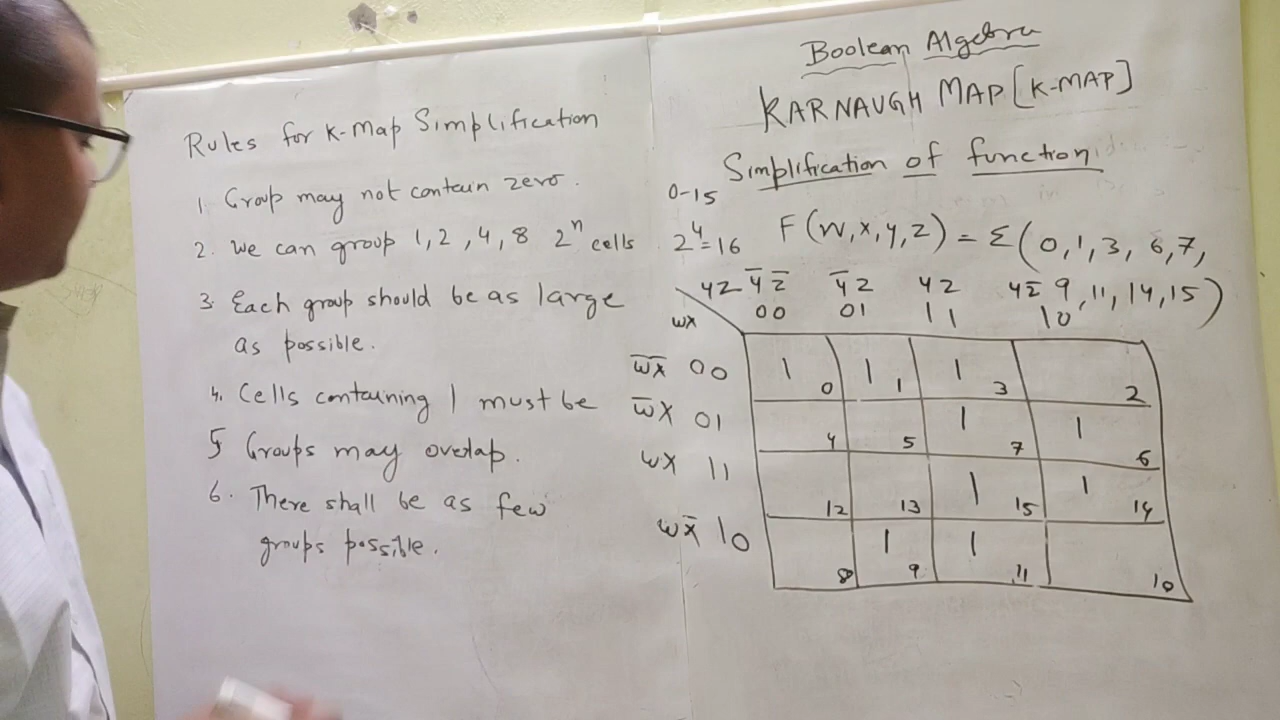 Rules for K-Map Simplification
1. Group may not contain zero.
2. We can group 1, 2, 4, 8 2ⁿ cells
3. Each group should be as large
as possible.
4. Cells containing 1 must be
5 Groups may overlap.
6. There shall be as few
groups possible.
Boolean Algebra
KARNAUGH MAP [K-MAP]
Simplification of function
0-15
2⁴=16
F(W,X,Y,Z) = Σ(0,1,3, 6,7,
9,11,14,15)
YZ Y̅Z̅ Y̅Z YZ YZ̅
00 01 11 10
WX
W̅X̅ 00 1 0 1 1 1 3 2
W̅X 01 4 5 1 7 1 6
WX 11 12 13 1 15 1 14
WX̅ 10 8 1 9 1 11 10